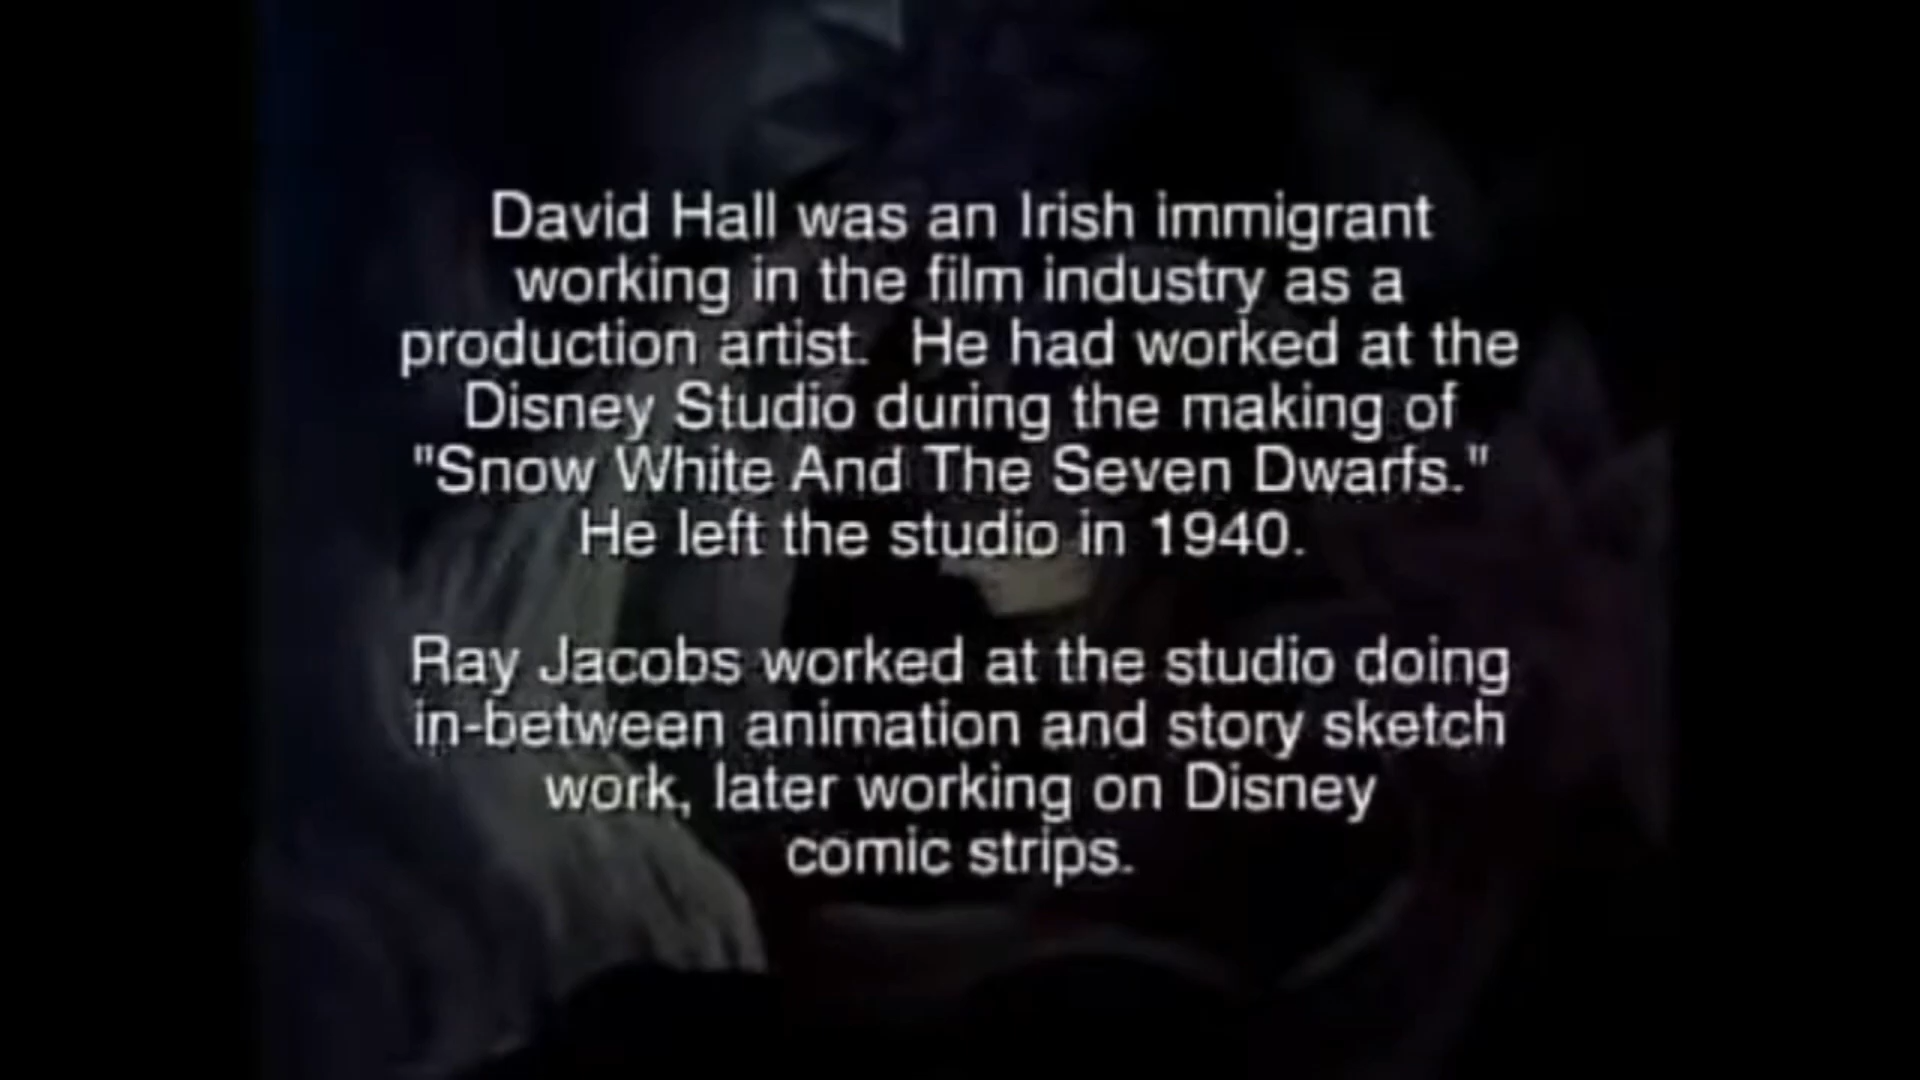 David Hall was an Irish immigrant
working in the film industry as a
production artist.  He had worked at the
Disney Studio during the making of
"Snow White And The Seven Dwarfs."
He left the studio in 1940.
Ray Jacobs worked at the studio doing
in-between animation and story sketch
work, later working on Disney
comic strips.